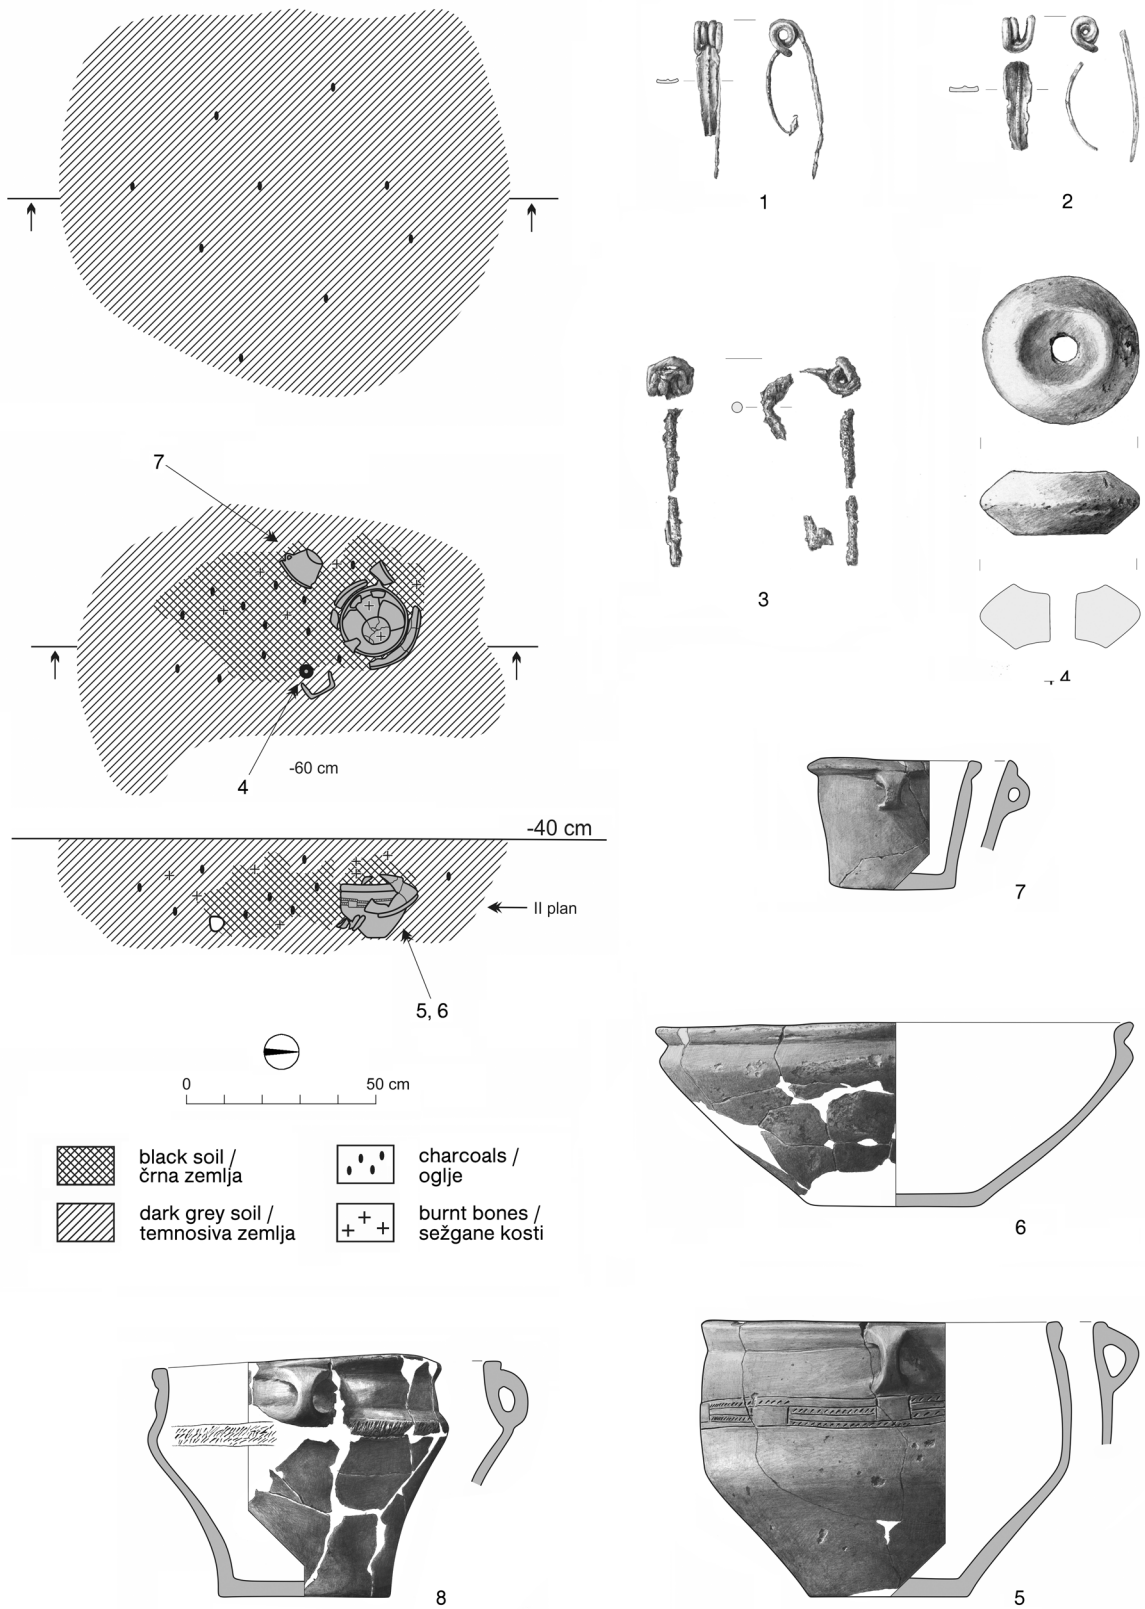 1
2
3
4
7
4
-60 cm
-40 cm
II plan
5, 6
0
50 cm
black soil /
črna zemlja
charcoals /
oglje
dark grey soil /
temnosiva zemlja
burnt bones /
sežgane kosti
7
6
8
5